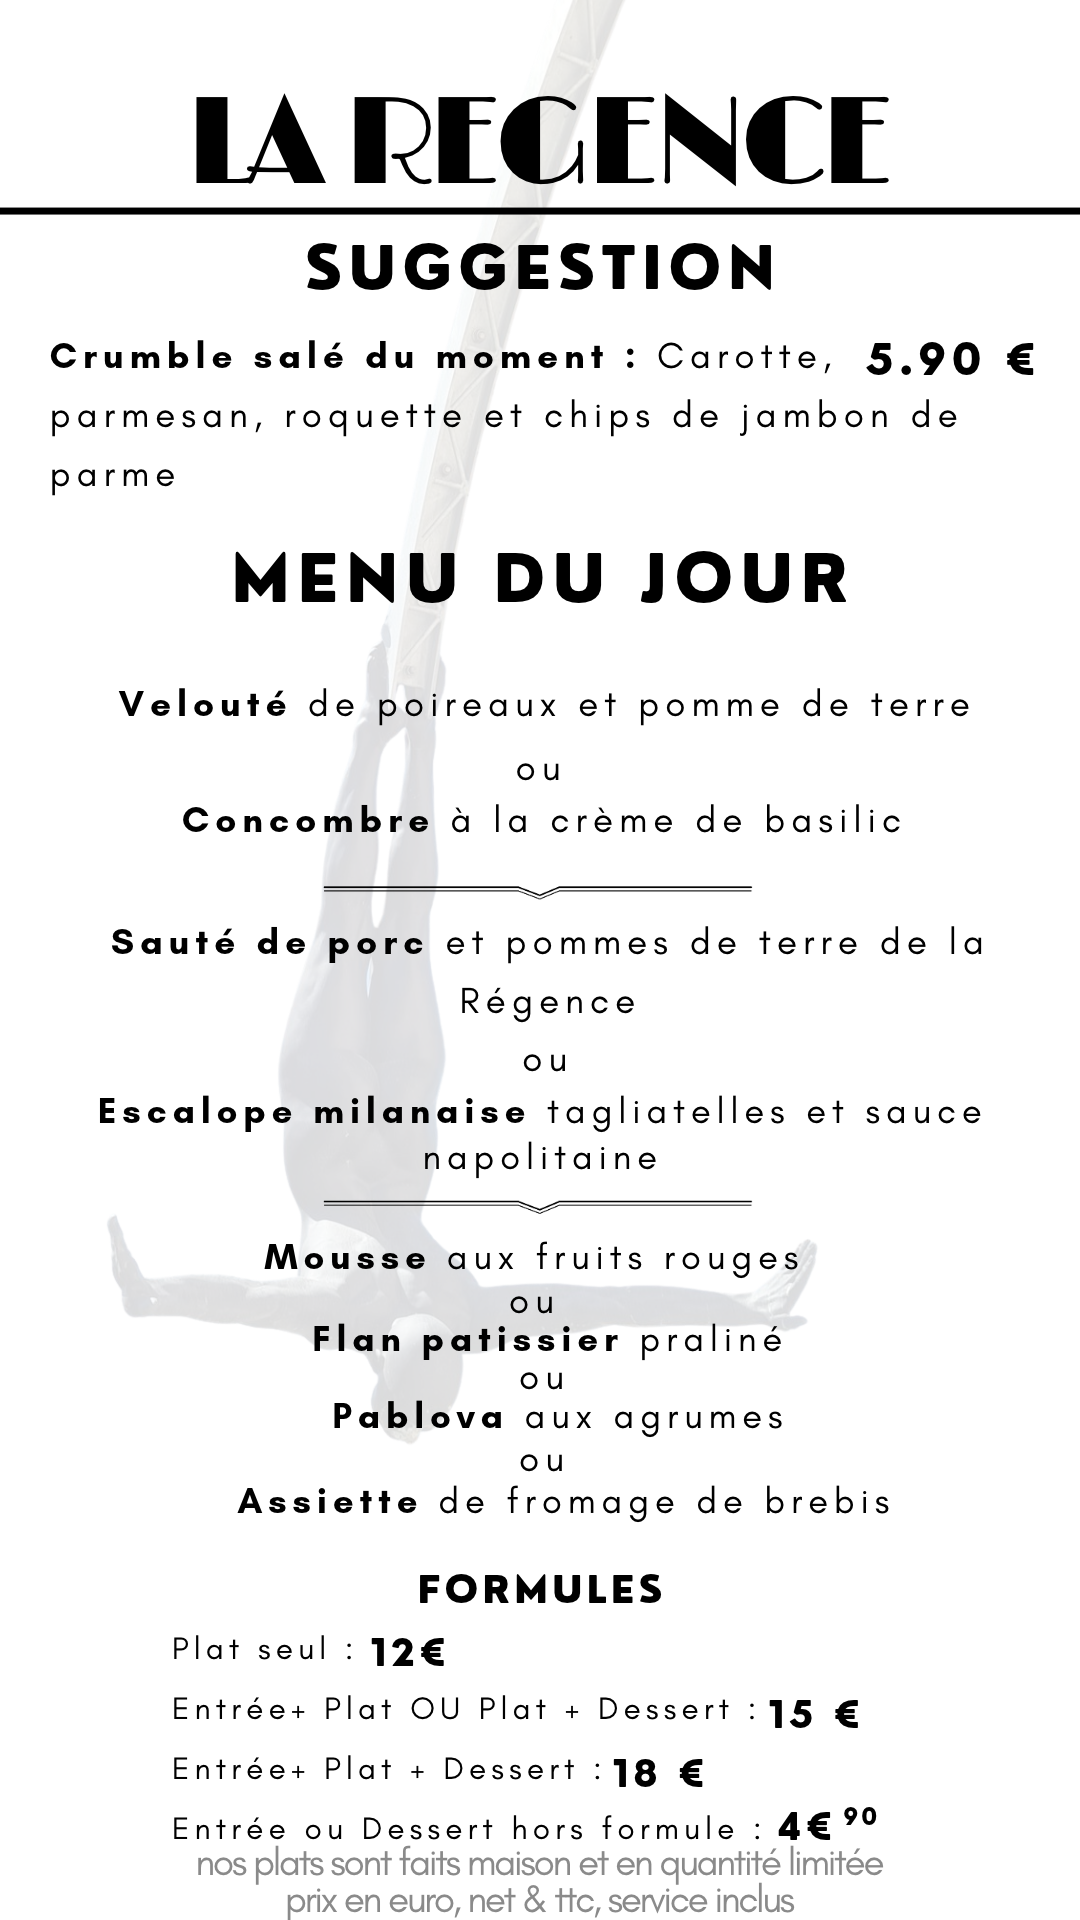 LA REGENCE
SUGGESTION
Crumble salé du moment : Carotte, 5.90 €
parmesan, roquette et chips de jambon de
parme
MENU DU JOUR
Velouté de poireaux et pomme de terre
ou
Concombre à la crème de basilic
Sauté de porc et pommes de terre de la
Régence
ou
Escalope milanaise tagliatelles et sauce
napolitaine
Mousse aux fruits rouges
ou
Flan patissier praliné
ou
Pablova aux agrumes
ou
Assiette de fromage de brebis
FORMULES
Plat seul : 12€
Entrée+ Plat OU Plat + Dessert : 15 €
Entrée+ Plat + Dessert : 18 €
Entrée ou Dessert hors formule : 4€ 90
nos plats sont faits maison et en quantité limitée
prix en euro, net & ttc, service inclus